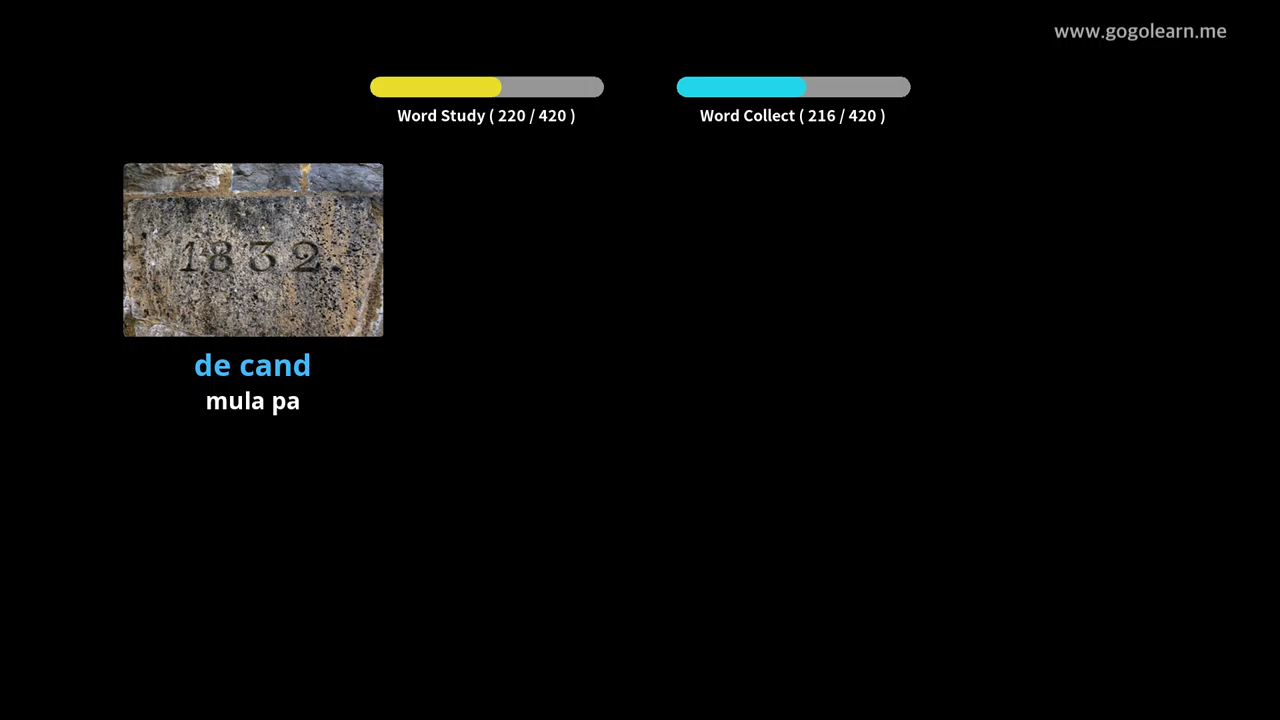 www.gogolearn.me
Word Study ( 220 / 420 )
Word Collect ( 216 / 420 )
1832.
de cand
mula pa